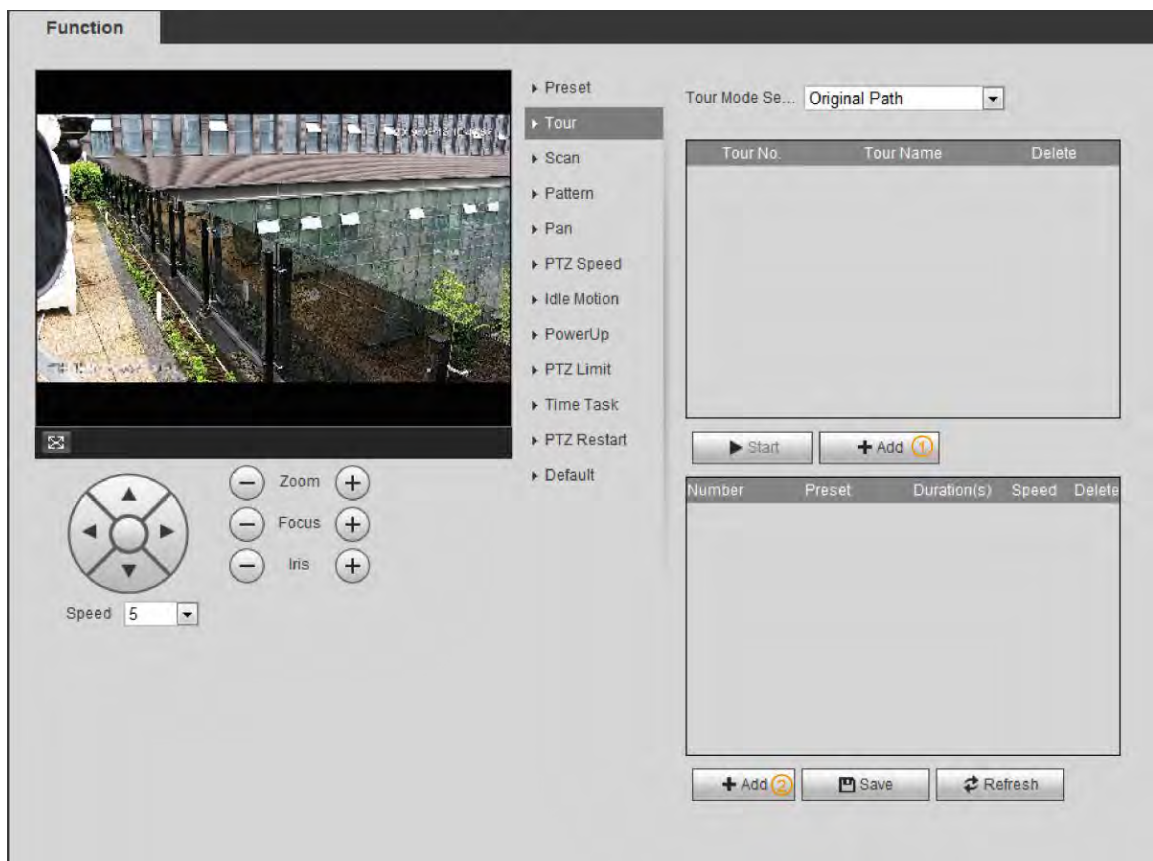 Function
Preset
Tour
Scan
Pattern
Pan
PTZ Speed
Idle Motion
PowerUp
PTZ Limit
Time Task
PTZ Restart
Default
Zoom
Focus
Iris
Speed 5
Tour Mode Se... Original Path
Tour No. Tour Name Delete
Start + Add 1
Number Preset Duration(s) Speed Delete
+ Add 2 Save Refresh